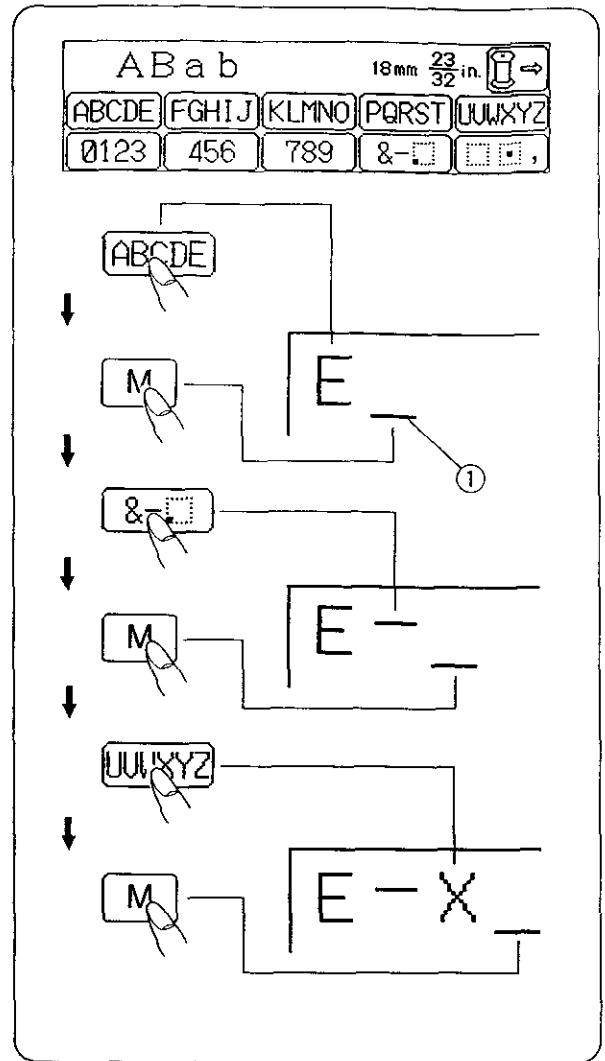 ABab 18mm 23/32 in. ⇒
ABCDE FGHIJ KLMNO PQRST UVWXYZ
0123 456 789 &-. ,
ABCDE
E
M
_
①
&-.
E -
M
_
UVWXYZ
E - X
M
_